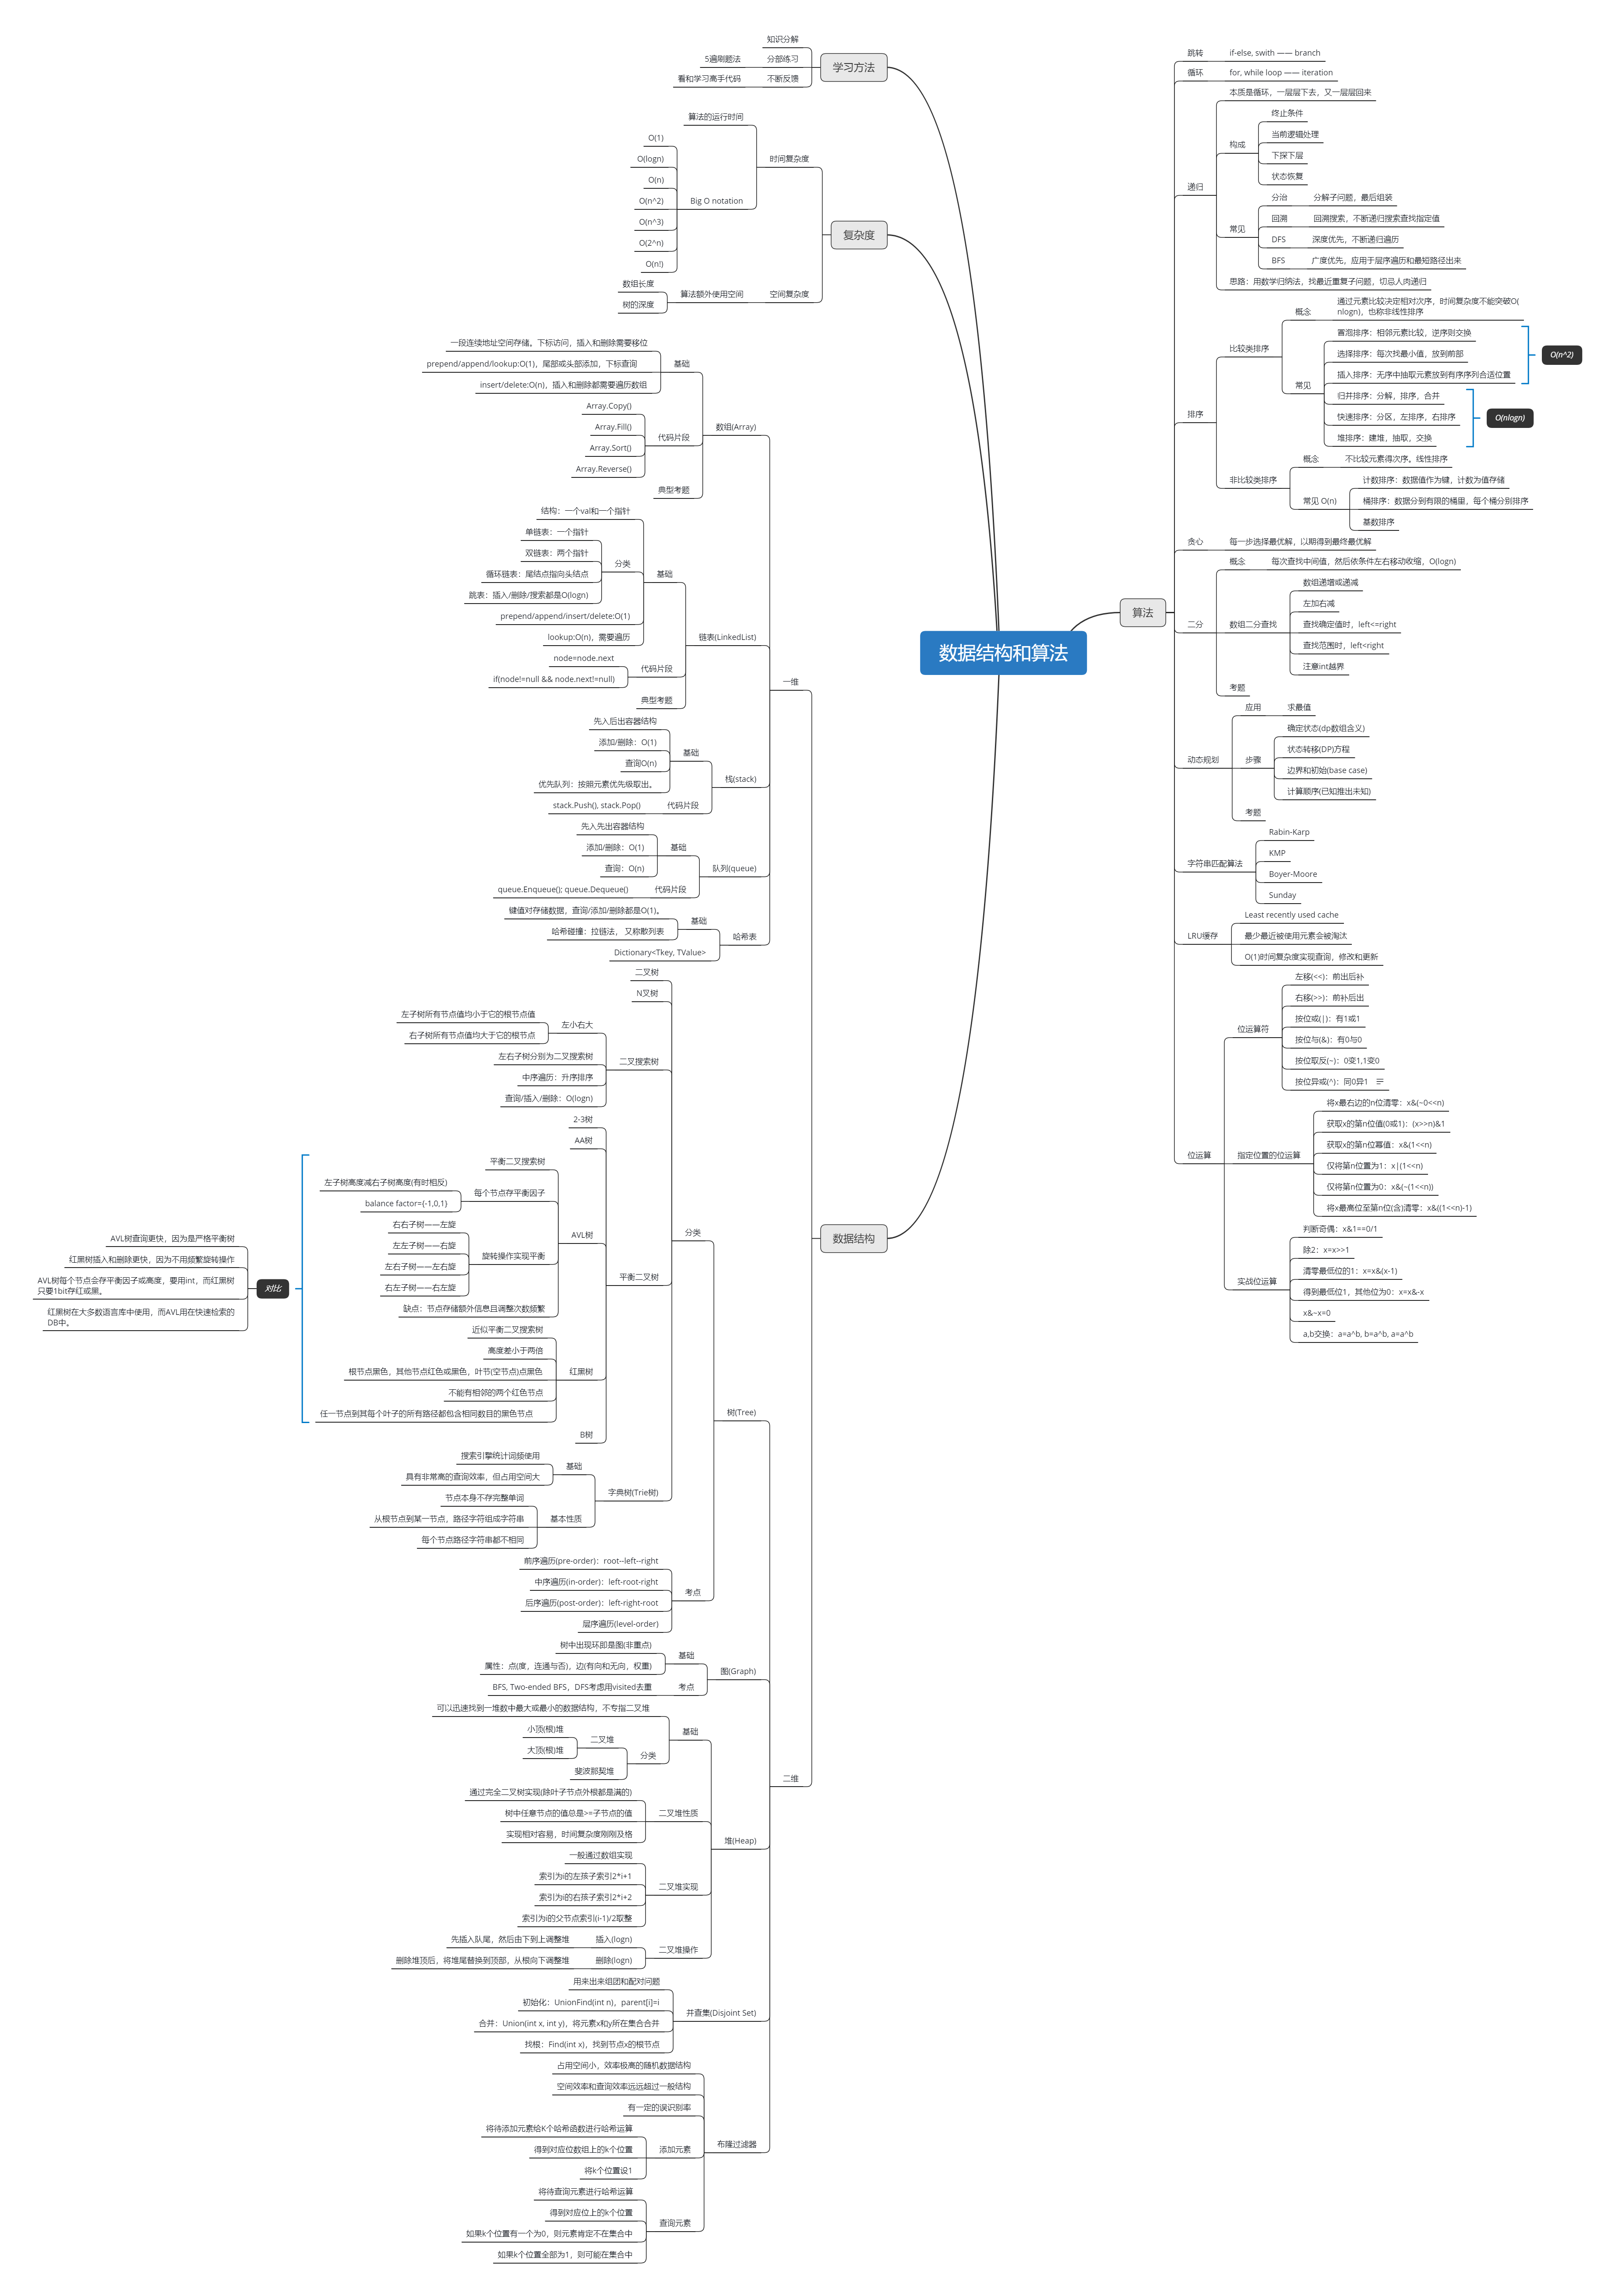 数据结构和算法
学习方法
知识分解
分部练习
5遍刷题法
不断反馈
看和学习高手代码
复杂度
时间复杂度
算法的运行时间
Big O notation
O(1)
O(logn)
O(n)
O(n^2)
O(n^3)
O(2^n)
O(n!)
空间复杂度
算法额外使用空间
数组长度
树的深度
数据结构
一维
数组(Array)
基础
一段连续地址空间存储。下标访问，插入和删除需要移位
prepend/append/lookup:O(1)，尾部或头部添加，下标查询
insert/delete:O(n)，插入和删除都需要遍历数组
代码片段
Array.Copy()
Array.Fill()
Array.Sort()
Array.Reverse()
典型考题
链表(LinkedList)
基础
结构：一个val和一个指针
分类
单链表：一个指针
双链表：两个指针
循环链表：尾结点指向头结点
跳表：插入/删除/搜索都是O(logn)
prepend/append/insert/delete:O(1)
lookup:O(n)，需要遍历
代码片段
node=node.next
if(node!=null && node.next!=null)
典型考题
栈(stack)
基础
先入后出容器结构
添加/删除：O(1)
查询O(n)
优先队列：按照元素优先级取出。
代码片段
stack.Push(), stack.Pop()
队列(queue)
基础
先入先出容器结构
添加/删除：O(1)
查询：O(n)
代码片段
queue.Enqueue(); queue.Dequeue()
哈希表
基础
键值对存储数据，查询/添加/删除都是O(1)。
哈希碰撞：拉链法， 又称散列表
Dictionary<Tkey, TValue>
二维
树(Tree)
分类
二叉树
N叉树
二叉搜索树
左小右大
左子树所有节点值均小于它的根节点值
右子树所有节点值均大于它的根节点
左右子树分别为二叉搜索树
中序遍历：升序排序
查询/插入/删除：O(logn)
平衡二叉树
2-3树
AA树
AVL树
平衡二叉搜索树
每个节点存平衡因子
左子树高度减右子树高度(有时相反)
balance factor={-1,0,1}
旋转操作实现平衡
右右子树——左旋
左左子树——右旋
左右子树——左右旋
右左子树——右左旋
缺点：节点存储额外信息且调整次数频繁
红黑树
近似平衡二叉搜索树
高度差小于两倍
根节点黑色，其他节点红色或黑色，叶节(空节点)点黑色
不能有相邻的两个红色节点
任一节点到其每个叶子的所有路径都包含相同数目的黑色节点
B树
对比
AVL树查询更快，因为是严格平衡树
红黑树插入和删除更快，因为不用频繁旋转操作
AVL树每个节点会存平衡因子或高度，要用int，而红黑树
只要1bit存红或黑。
红黑树在大多数语言库中使用，而AVL用在快速检索的
DB中。
字典树(Trie树)
基础
搜索引擎统计词频使用
具有非常高的查询效率，但占用空间大
基本性质
节点本身不存完整单词
从根节点到某一节点，路径字符组成字符串
每个节点路径字符串都不相同
考点
前序遍历(pre-order)：root--left--right
中序遍历(in-order)：left-root-right
后序遍历(post-order)：left-right-root
层序遍历(level-order)
图(Graph)
基础
树中出现环即是图(非重点)
属性：点(度，连通与否)，边(有向和无向，权重)
考点
BFS, Two-ended BFS，DFS考虑用visited去重
堆(Heap)
基础
可以迅速找到一堆数中最大或最小的数据结构，不专指二叉堆
分类
二叉堆
小顶(根)堆
大顶(根)堆
斐波那契堆
二叉堆性质
通过完全二叉树实现(除叶子节点外根都是满的)
树中任意节点的值总是>=子节点的值
实现相对容易，时间复杂度刚刚及格
二叉堆实现
一般通过数组实现
索引为i的左孩子索引2*i+1
索引为i的右孩子索引2*i+2
索引为i的父节点索引(i-1)/2取整
二叉堆操作
插入(logn)
先插入队尾，然后由下到上调整堆
删除(logn)
删除堆顶后，将堆尾替换到顶部，从根向下调整堆
并查集(Disjoint Set)
用来出来组团和配对问题
初始化：UnionFind(int n)，parent[i]=i
合并：Union(int x, int y)，将元素x和y所在集合合并
找根：Find(int x)，找到节点x的根节点
布隆过滤器
占用空间小，效率极高的随机数据结构
空间效率和查询效率远远超过一般结构
有一定的误识别率
添加元素
将待添加元素给K个哈希函数进行哈希运算
得到对应位数组上的k个位置
将k个位置设1
查询元素
将待查询元素进行哈希运算
得到对应位上的k个位置
如果k个位置有一个为0，则元素肯定不在集合中
如果k个位置全部为1，则可能在集合中
算法
跳转
if-else, swith —— branch
循环
for, while loop —— iteration
递归
本质是循环，一层层下去，又一层层回来
构成
终止条件
当前逻辑处理
下探下层
状态恢复
常见
分治
分解子问题，最后组装
回溯
回溯搜索，不断递归搜索查找指定值
DFS
深度优先，不断递归遍历
BFS
广度优先，应用于层序遍历和最短路径出来
思路：用数学归纳法，找最近重复子问题，切忌人肉递归
排序
比较类排序
概念
通过元素比较决定相对次序，时间复杂度不能突破O(
nlogn)，也称非线性排序
常见
冒泡排序：相邻元素比较，逆序则交换
选择排序：每次找最小值，放到前部
插入排序：无序中抽取元素放到有序序列合适位置
O(n^2)
归并排序：分解，排序，合并
快速排序：分区，左排序，右排序
堆排序：建堆，抽取，交换
O(nlogn)
非比较类排序
概念
不比较元素得次序。线性排序
常见 O(n)
计数排序：数据值作为键，计数为值存储
桶排序：数据分到有限的桶里，每个桶分别排序
基数排序
贪心
每一步选择最优解，以期得到最终最优解
二分
概念
每次查找中间值，然后依条件左右移动收缩，O(logn)
数组二分查找
数组递增或递减
左加右减
查找确定值时，left<=right
查找范围时，left<right
注意int越界
考题
动态规划
应用
求最值
步骤
确定状态(dp数组含义)
状态转移(DP)方程
边界和初始(base case)
计算顺序(已知推出未知)
考题
字符串匹配算法
Rabin-Karp
KMP
Boyer-Moore
Sunday
LRU缓存
Least recently used cache
最少最近被使用元素会被淘汰
O(1)时间复杂度实现查询，修改和更新
位运算
位运算符
左移(<<)：前出后补
右移(>>)：前补后出
按位或(|)：有1或1
按位与(&)：有0与0
按位取反(~)：0变1,1变0
按位异或(^)：同0异1
指定位置的位运算
将x最右边的n位清零：x&(~0<<n)
获取x的第n位值(0或1)：(x>>n)&1
获取x的第n位幂值：x&(1<<n)
仅将第n位置为1：x|(1<<n)
仅将第n位置为0：x&(~(1<<n))
将x最高位至第n位(含)清零：x&((1<<n)-1)
实战位运算
判断奇偶：x&1==0/1
除2：x=x>>1
清零最低位的1：x=x&(x-1)
得到最低位1，其他位为0：x=x&-x
x&~x=0
a,b交换：a=a^b, b=a^b, a=a^b